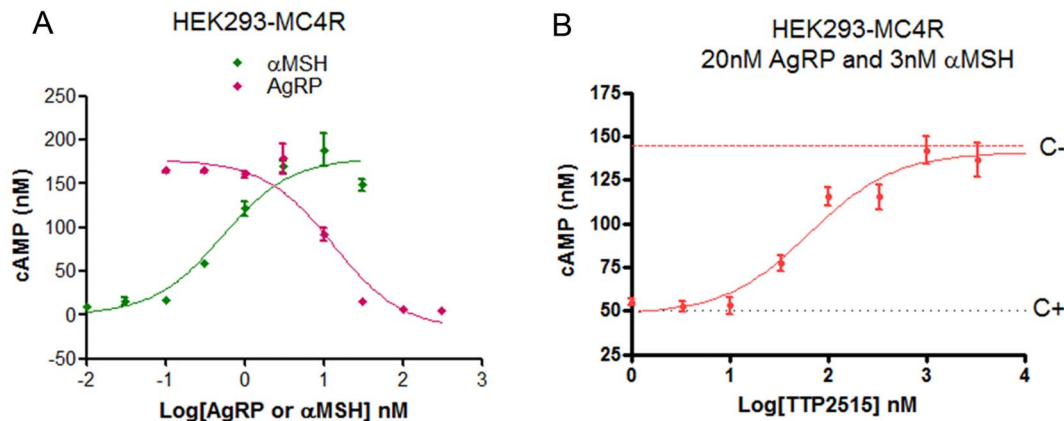 A
HEK293-MC4R
αMSH
AgRP
250
200
150
100
50
0
-50
cAMP (nM)
-2
-1
0
1
2
3
Log[AgRP or αMSH] nM
B
HEK293-MC4R
20nM AgRP and 3nM αMSH
175
150
125
100
75
50
25
cAMP (nM)
C-
C+
0
1
2
3
4
Log[TTP2515] nM